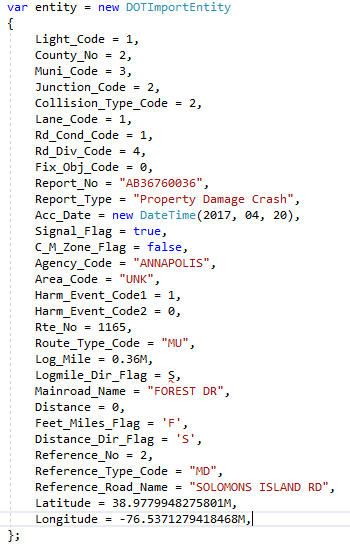 var entity = new DOTImportEntity
{
Light_Code = 1,
County_No = 2,
Muni_Code = 3,
Junction_Code = 2,
Collision_Type_Code = 2,
Lane_Code = 1,
Rd_Cond_Code = 1,
Rd_Div_Code = 4,
Fix_Obj_Code = 0,
Report_No = "AB36760036",
Report_Type = "Property Damage Crash",
Acc_Date = new DateTime(2017, 04, 20),
Signal_Flag = true,
C_M_Zone_Flag = false,
Agency_Code = "ANNAPOLIS",
Area_Code = "UNK",
Harm_Event_Code1 = 1,
Harm_Event_Code2 = 0,
Rte_No = 1165,
Route_Type_Code = "MU",
Log_Mile = 0.36M,
Logmile_Dir_Flag = S,
Mainroad_Name = "FOREST DR",
Distance = 0,
Feet_Miles_Flag = 'F',
Distance_Dir_Flag = 'S',
Reference_No = 2,
Reference_Type_Code = "MD",
Reference_Road_Name = "SOLOMONS ISLAND RD",
Latitude = 38.9779948275801M,
Longitude = -76.5371279418468M,
};